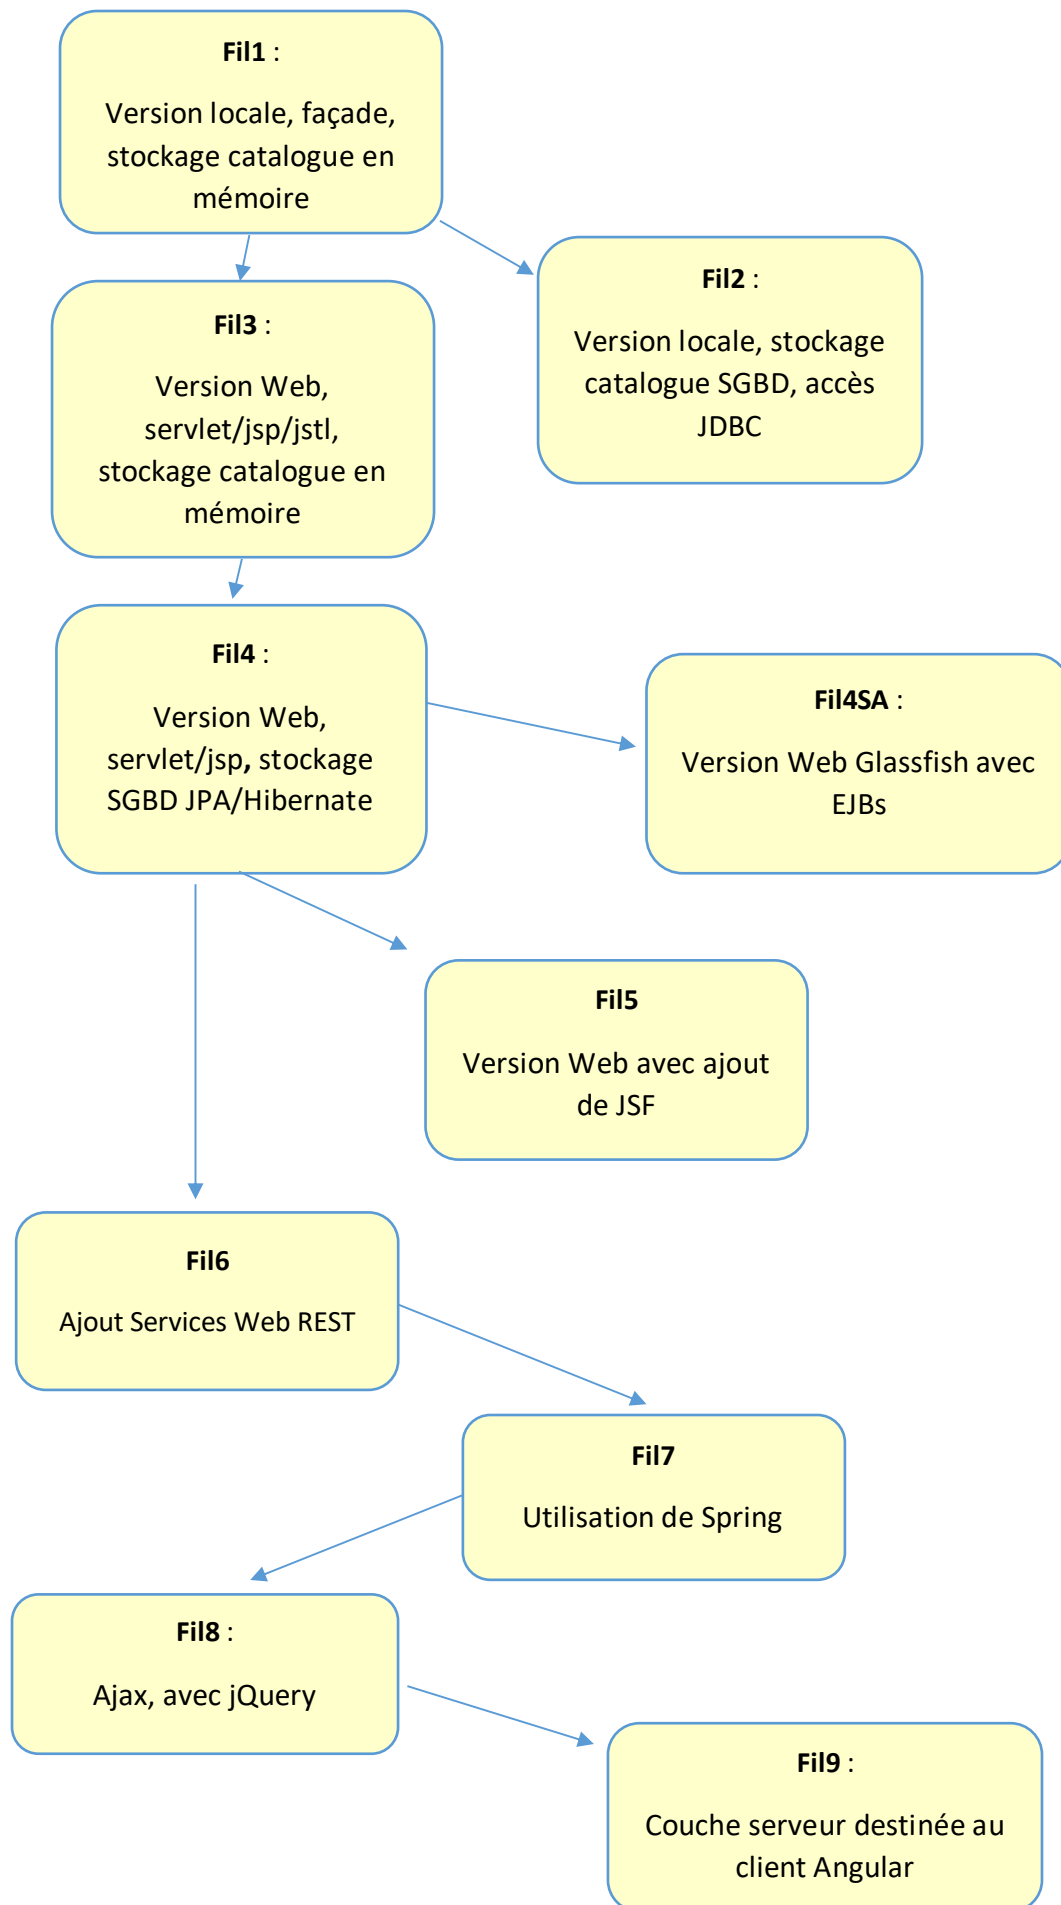 Fil1 :
Version locale, façade,
stockage catalogue en
mémoire
Fil2 :
Version locale, stockage
catalogue SGBD, accès
JDBC
Fil3 :
Version Web,
servlet/jsp/jstl,
stockage catalogue en
mémoire
Fil4 :
Version Web,
servlet/jsp, stockage
SGBD JPA/Hibernate
Fil4SA :
Version Web Glassfish avec
EJBs
Fil5
Version Web avec ajout
de JSF
Fil6
Ajout Services Web REST
Fil7
Utilisation de Spring
Fil8 :
Ajax, avec jQuery
Fil9 :
Couche serveur destinée au
client Angular